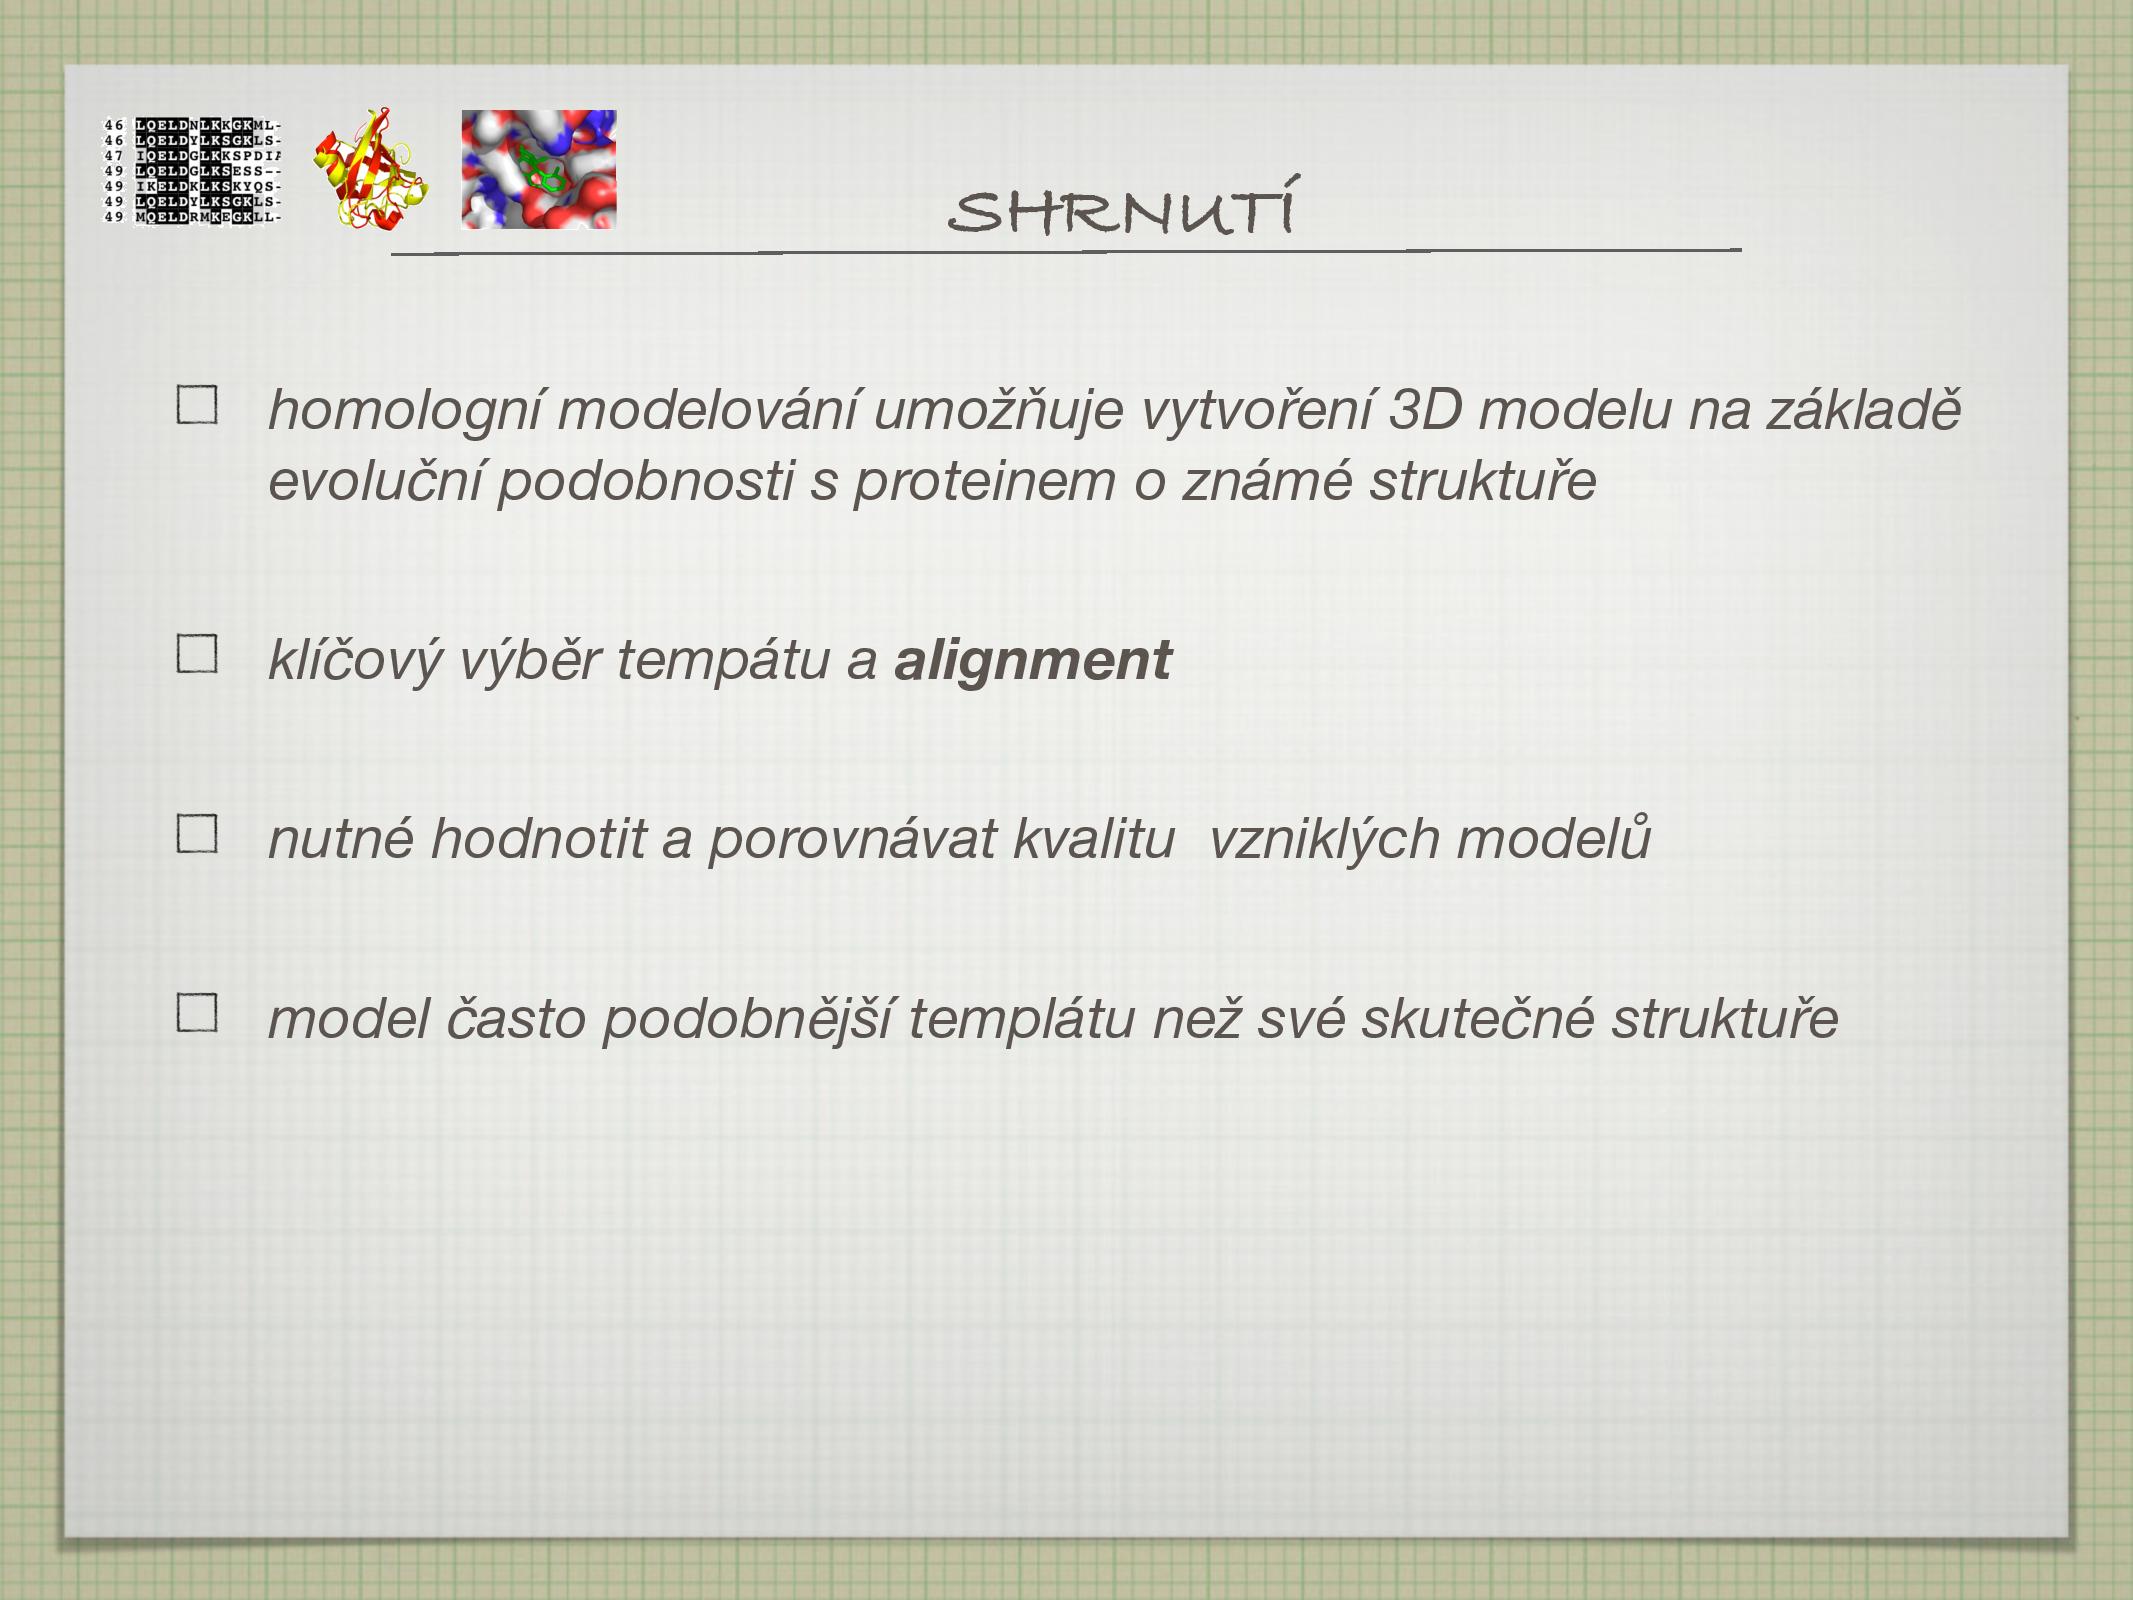 46 LQELDNLKKGKML-
46 LQELDYLKSGKLS-
47 IQELDGLKKSPDIA
49 LQELDGLKSESS--
49 IKELDKLKSKYQS-
49 LQELDYLKSGKLS-
49 MQELDRMKEGKLL-
SHRNUTÍ
homologní modelování umožňuje vytvoření 3D modelu na základě
evoluční podobnosti s proteinem o známé struktuře
klíčový výběr tempátu a alignment
nutné hodnotit a porovnávat kvalitu  vzniklých modelů
model často podobnější templátu než své skutečné struktuře